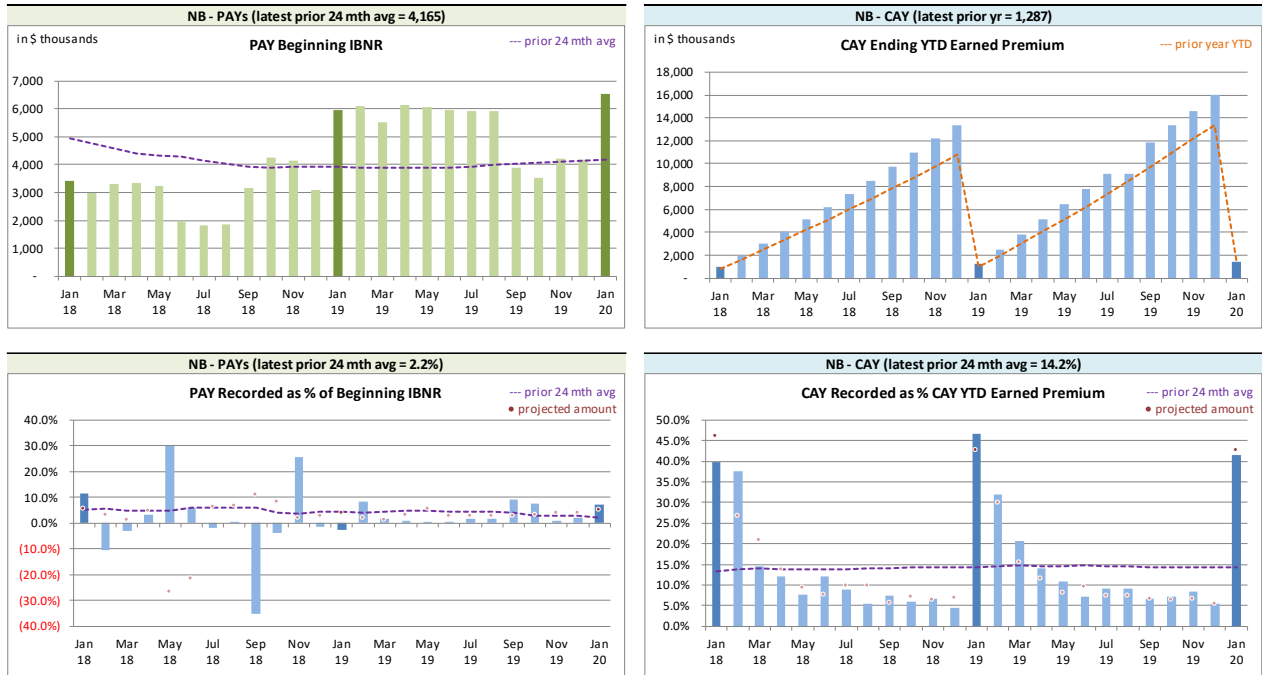 NB - PAYs (latest prior 24 mth avg = 4,165)
in $ thousands
PAY Beginning IBNR
--- prior 24 mth avg
7,000
6,000
5,000
4,000
3,000
2,000
1,000
-
Jan Mar May Jul Sep Nov Jan Mar May Jul Sep Nov Jan
18 18 18 18 18 18 19 19 19 19 19 19 20
NB - CAY (latest prior yr = 1,287)
in $ thousands
CAY Ending YTD Earned Premium
--- prior year YTD
18,000
16,000
14,000
12,000
10,000
8,000
6,000
4,000
2,000
-
Jan Mar May Jul Sep Nov Jan Mar May Jul Sep Nov Jan
18 18 18 18 18 18 19 19 19 19 19 19 20
NB - PAYs (latest prior 24 mth avg = 2.2%)
PAY Recorded as % of Beginning IBNR
--- prior 24 mth avg
• projected amount
40.0%
30.0%
20.0%
10.0%
0.0%
(10.0%)
(20.0%)
(30.0%)
(40.0%)
Jan Mar May Jul Sep Nov Jan Mar May Jul Sep Nov Jan
18 18 18 18 18 18 19 19 19 19 19 19 20
NB - CAY (latest prior 24 mth avg = 14.2%)
CAY Recorded as % CAY YTD Earned Premium
--- prior 24 mth avg
• projected amount
50.0%
45.0%
40.0%
35.0%
30.0%
25.0%
20.0%
15.0%
10.0%
5.0%
0.0%
Jan Mar May Jul Sep Nov Jan Mar May Jul Sep Nov Jan
18 18 18 18 18 18 19 19 19 19 19 19 20